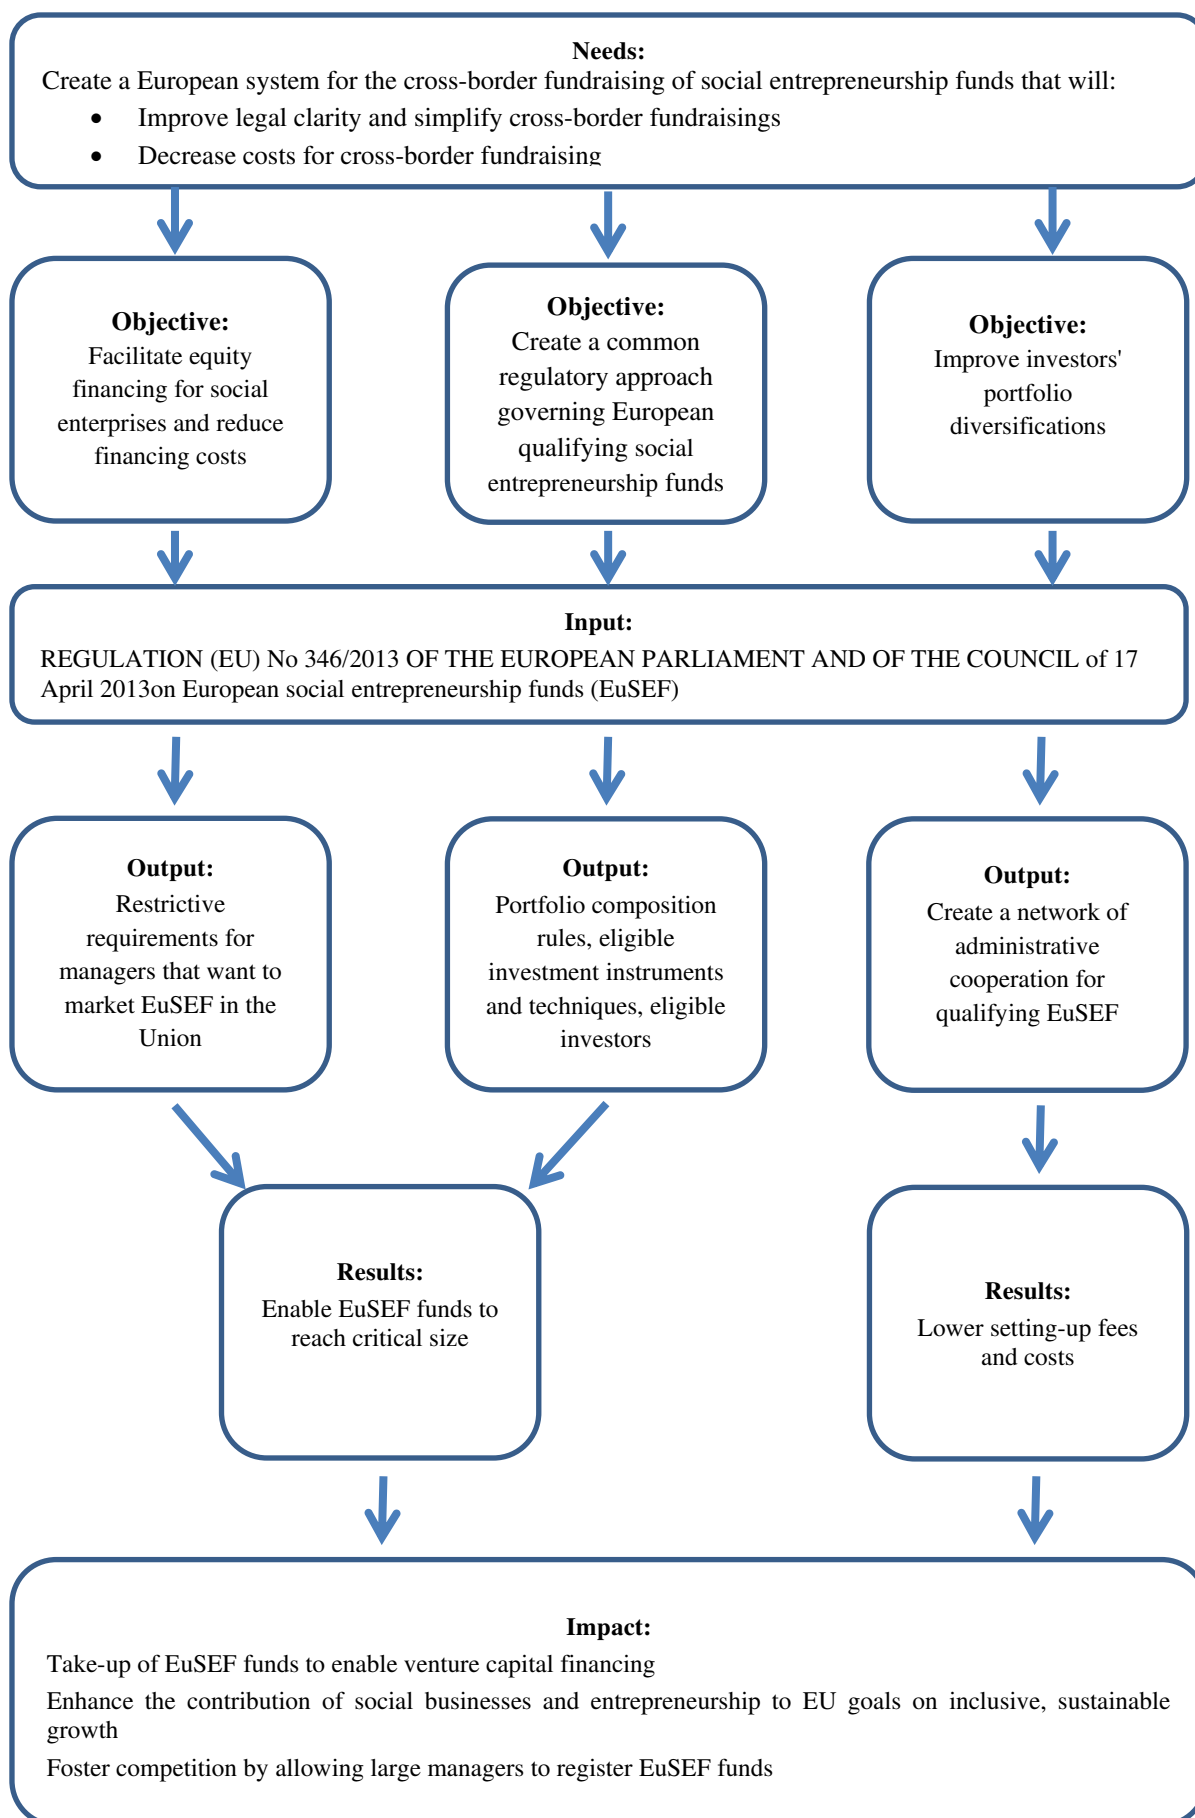 Needs:
Create a European system for the cross-border fundraising of social entrepreneurship funds that will:
• Improve legal clarity and simplify cross-border fundraisings
• Decrease costs for cross-border fundraising
Objective:
Facilitate equity
financing for social
enterprises and reduce
financing costs
Objective:
Create a common
regulatory approach
governing European
qualifying social
entrepreneurship funds
Objective:
Improve investors'
portfolio
diversifications
Input:
REGULATION (EU) No 346/2013 OF THE EUROPEAN PARLIAMENT AND OF THE COUNCIL of 17
April 2013on European social entrepreneurship funds (EuSEF)
Output:
Restrictive
requirements for
managers that want to
market EuSEF in the
Union
Output:
Portfolio composition
rules, eligible
investment instruments
and techniques, eligible
investors
Output:
Create a network of
administrative
cooperation for
qualifying EuSEF
Results:
Enable EuSEF funds to
reach critical size
Results:
Lower setting-up fees
and costs
Impact:
Take-up of EuSEF funds to enable venture capital financing
Enhance the contribution of social businesses and entrepreneurship to EU goals on inclusive, sustainable
growth
Foster competition by allowing large managers to register EuSEF funds